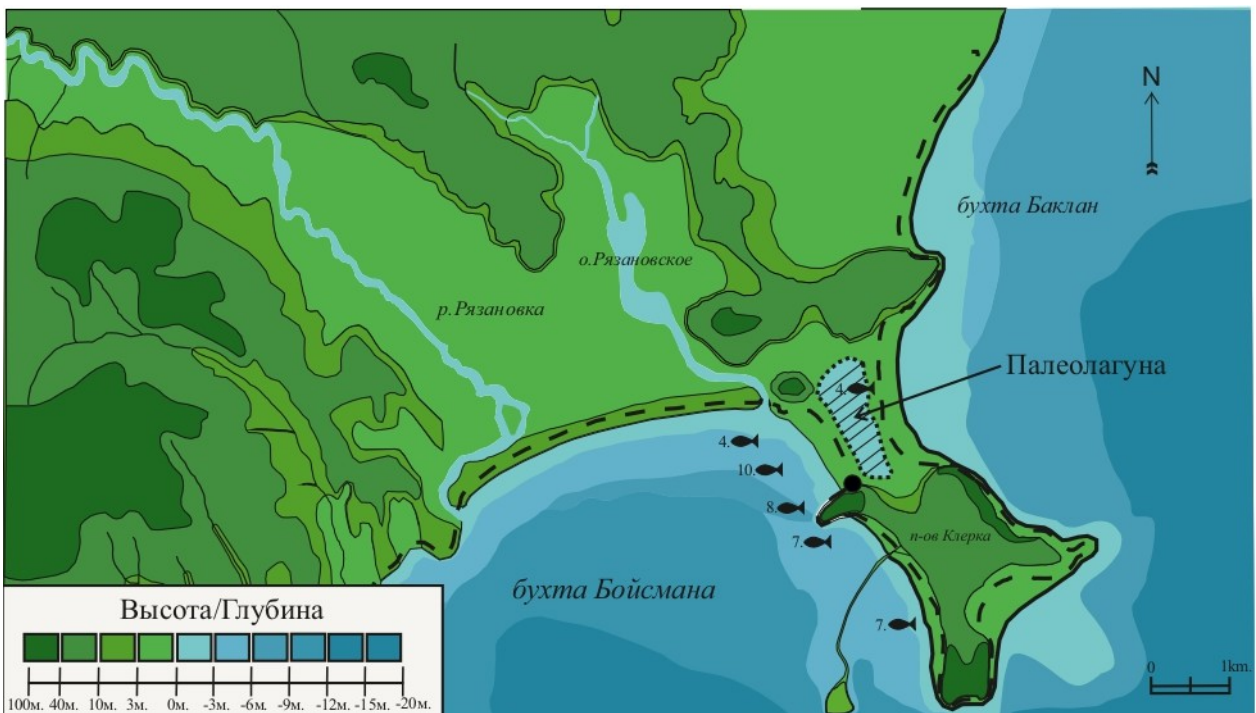 N
бухта Баклан
о.Рязановское
р.Рязановка
Палеолагуна
4.
4.
10.
8.
7.
п-ов Клерка
бухта Бойсмана
7.
Высота/Глубина
100м. 40м. 10м. 3м. 0м. -3м. -6м. -9м. -12м. -15м. -20м.
0 1km.